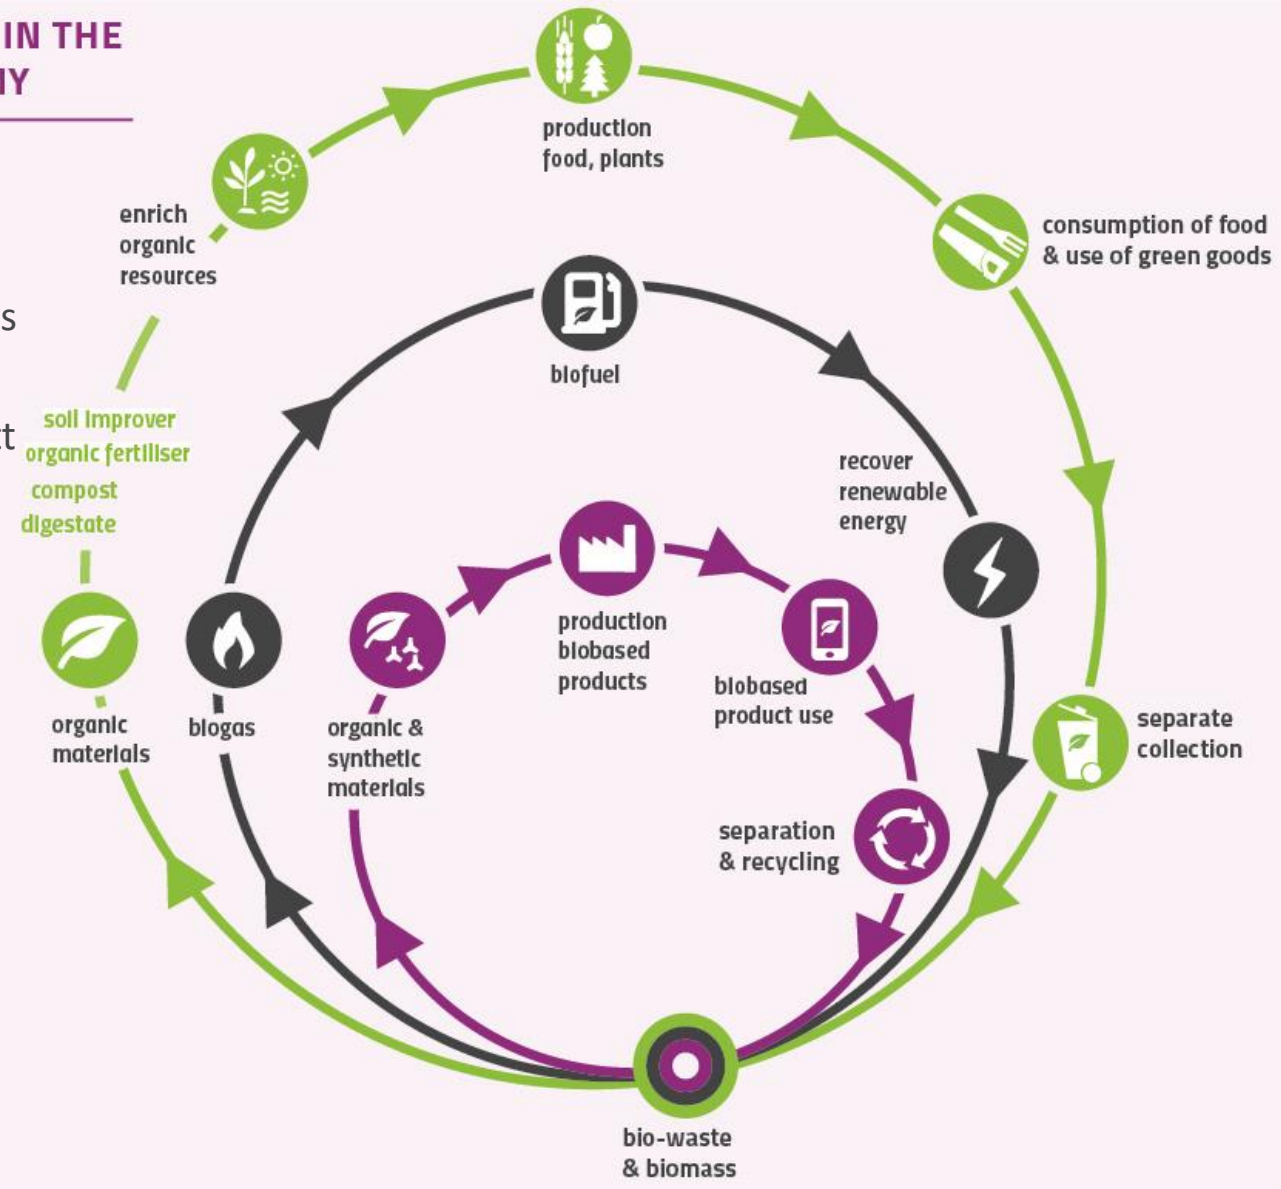 IN THE
production
food, plants
enrich
organic
resources
consumption of food
& use of green goods
s
biofuel
soil improver
organic fertiliser
compost
digestate
recover
renewable
energy
production
biobased
products
biobased
product use
organic
materials
biogas
organic &
synthetic
materials
separate
collection
separation
& recycling
bio-waste
& biomass